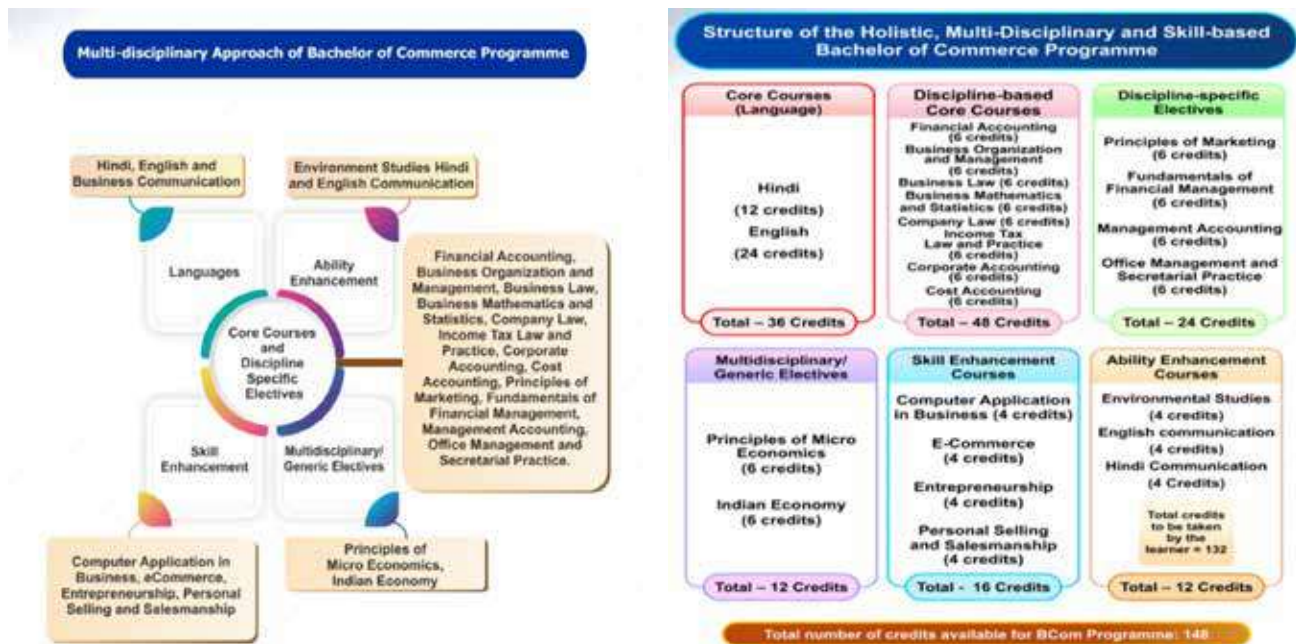 Multi-disciplinary Approach of Bachelor of Commerce Programme
Hindi, English and
Business Communication
Environment Studies Hindi
and English Communication
Languages
Ability
Enhancement
Core Courses
and
Discipline
Specific
Electives
Financial Accounting,
Business Organization and
Management, Business Law,
Business Mathematics and
Statistics, Company Law,
Income Tax Law and
Practice, Corporate
Accounting, Cost
Accounting, Principles of
Marketing, Fundamentals
of Financial Management,
Management Accounting,
Office Management and
Secretarial Practice.
Skill
Enhancement
Multidisciplinary/
Generic Electives
Computer Application in
Business, eCommerce,
Entrepreneurship, Personal
Selling and Salesmanship
Principles of
Micro Economics,
Indian Economy
Structure of the Holistic, Multi-Disciplinary and Skill-based
Bachelor of Commerce Programme
Core Courses
(Language)
Hindi
(12 credits)
English
(24 credits)
Total – 36 Credits
Discipline-based
Core Courses
Financial Accounting
(6 credits)
Business Organization
and Management
(6 credits)
Business Law (6 credits)
Business Mathematics
and Statistics (6 credits)
Company Law (6 credits)
Income Tax
Law and Practice
(6 credits)
Corporate Accounting
(6 credits)
Cost Accounting
(6 credits)
Total – 48 Credits
Discipline-specific
Electives
Principles of Marketing
(6 credits)
Fundamentals of
Financial Management
(6 credits)
Management Accounting
(6 credits)
Office Management and
Secretarial Practice
(6 credits)
Total – 24 Credits
Multidisciplinary/
Generic Electives
Principles of Micro
Economics
(6 credits)
Indian Economy
(6 credits)
Total – 12 Credits
Skill Enhancement
Courses
Computer Application
in Business (4 credits)
E-Commerce
(4 credits)
Entrepreneurship
(4 credits)
Personal Selling
and Salesmanship
(4 credits)
Total - 16 Credits
Ability Enhancement
Courses
Environmental Studies
(4 credits)
English communication
(4 credits)
Hindi Communication
(4 Credits)
Total credits
to be taken
by the
learner = 132
Total – 12 Credits
Total number of credits available for BCom Programme: 148